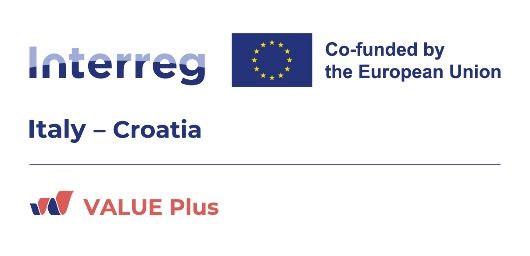 Interreg
Co-funded by
the European Union
Italy – Croatia
VALUE Plus